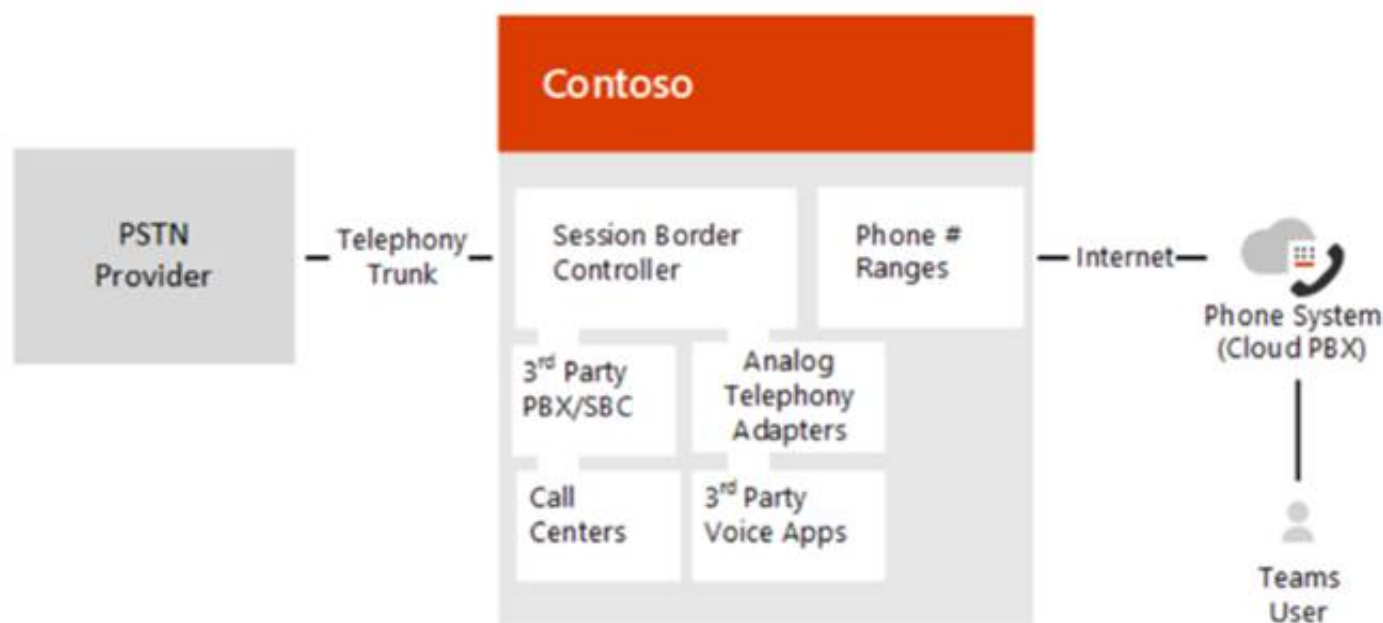 Contoso
PSTN
Provider
Telephony
Trunk
Session Border
Controller
Phone #
Ranges
Internet
Phone System
(Cloud PBX)
3rd Party
PBX/SBC
Analog
Telephony
Adapters
Call
Centers
3rd Party
Voice Apps
Teams
User